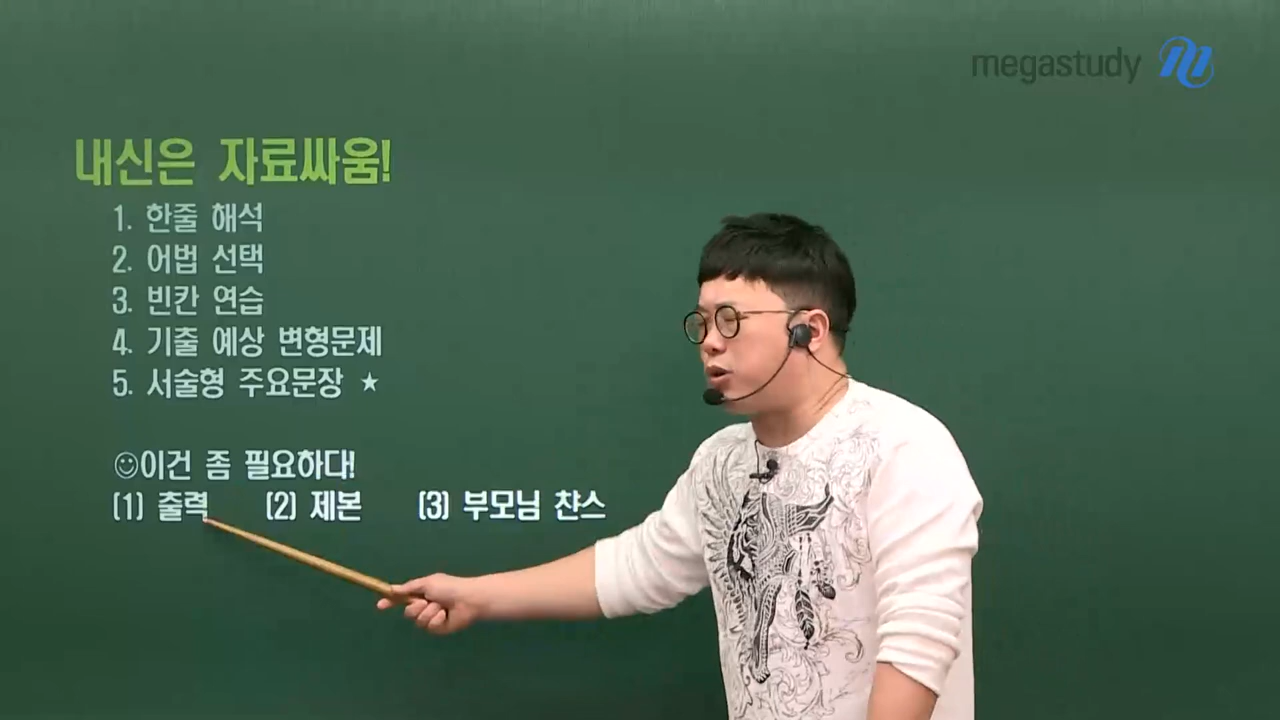 megastudy
내신은 자료싸움!
1. 한줄 해석
2. 어법 선택
3. 빈칸 연습
4. 기출 예상 변형문제
5. 서술형 주요문장 ★
☺이건 좀 필요하다!
(1) 출력 (2) 제본 (3) 부모님 찬스